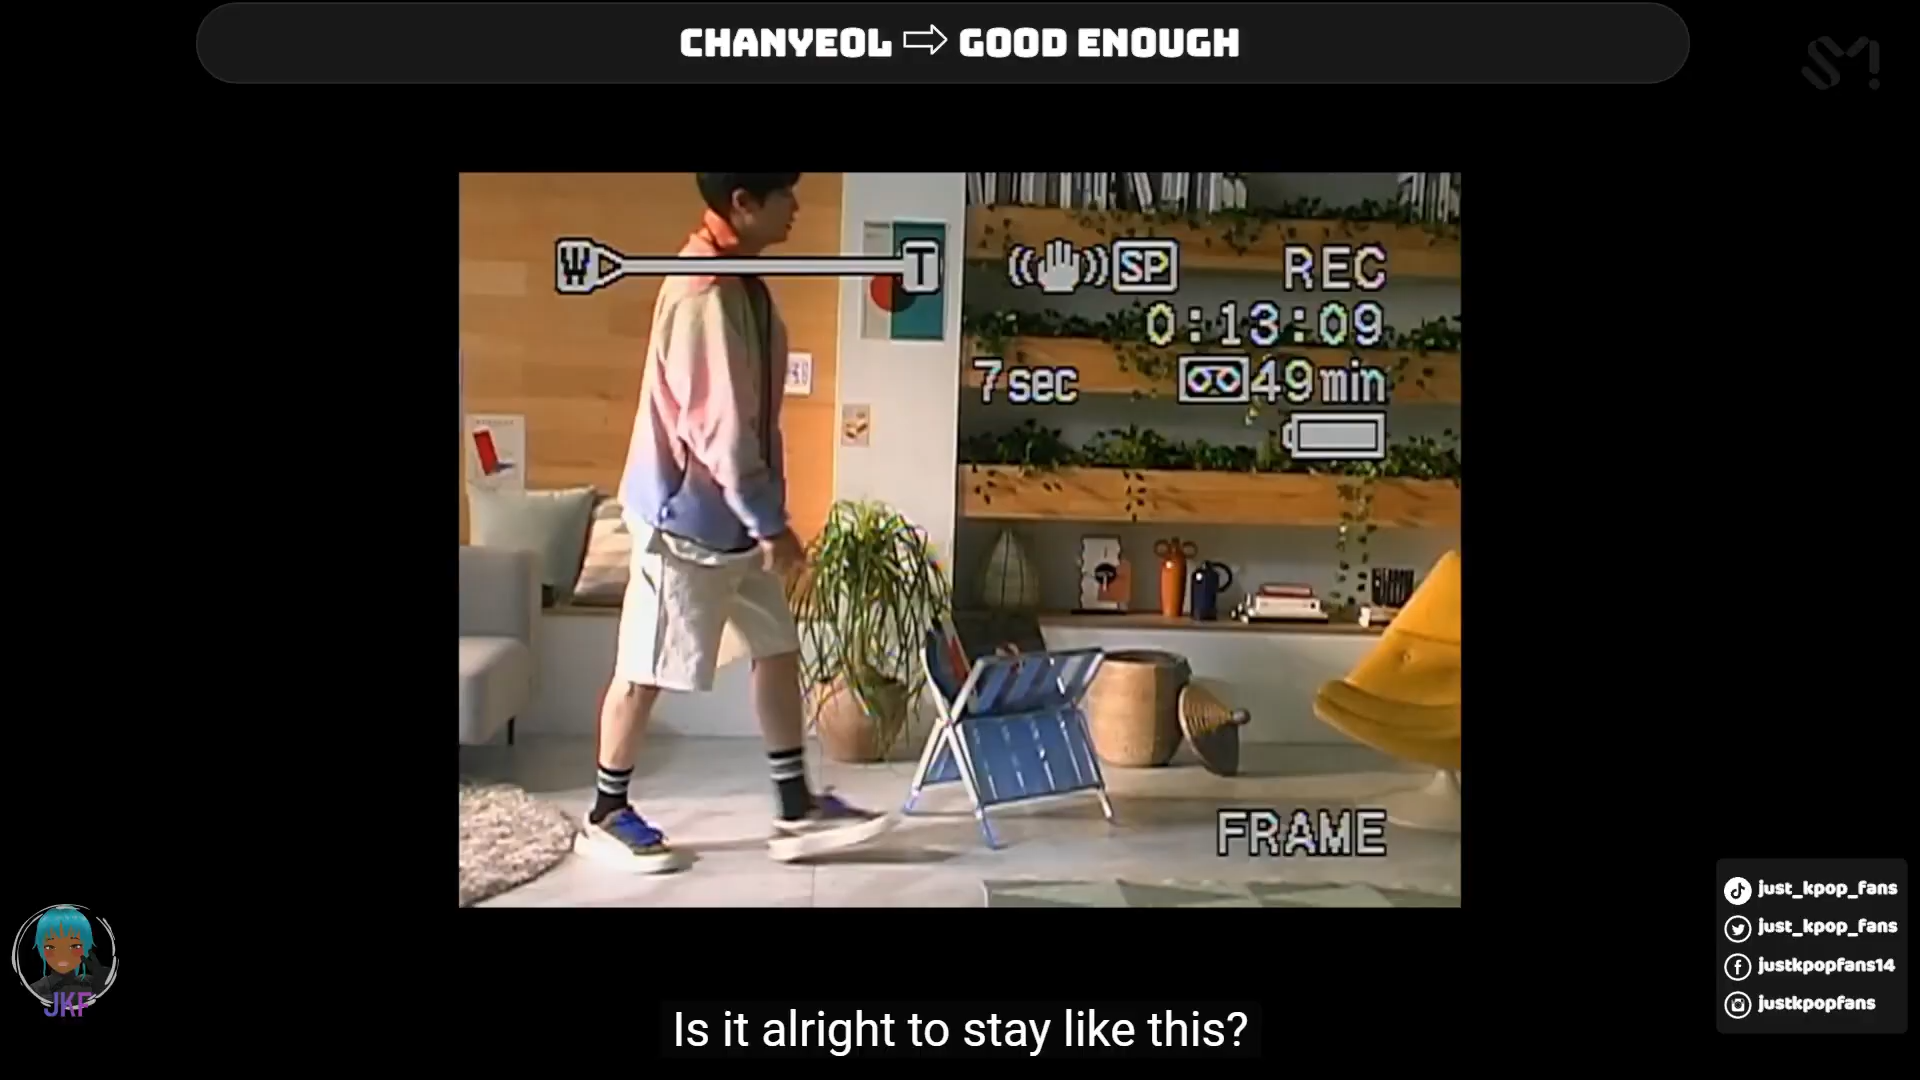 CHANYEOL ⇨ GOOD ENOUGH
SM!
W T SP REC
0:13:09
7sec 49min
FRAME
just_kpop_fans
just_kpop_fans
justkpopfans14
justkpopfans
JKF
Is it alright to stay like this?